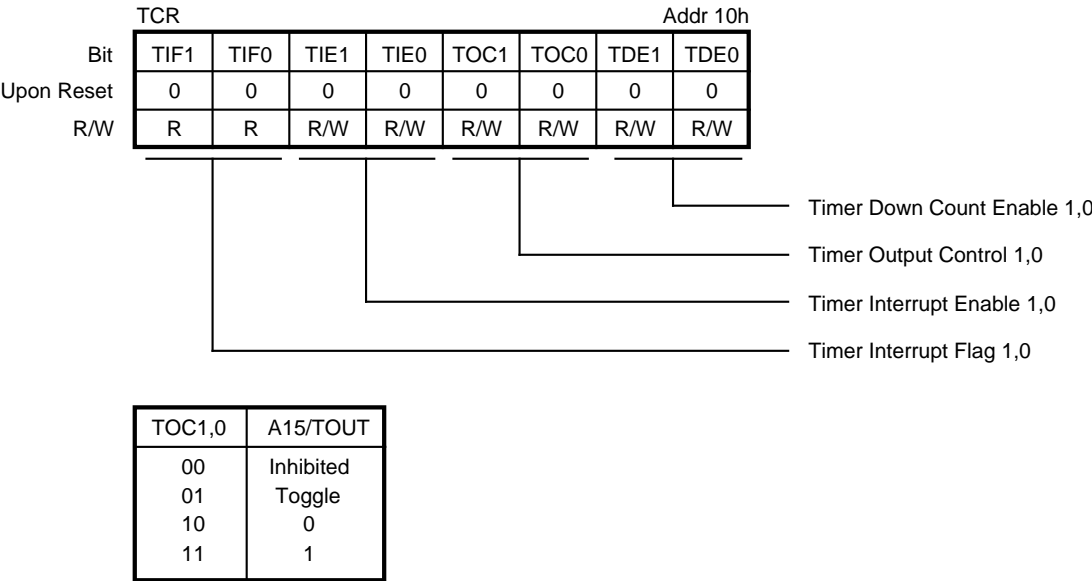 TCR Addr 10h
Bit TIF1 TIF0 TIE1 TIE0 TOC1 TOC0 TDE1 TDE0
Upon Reset 0 0 0 0 0 0 0 0
R/W R R R/W R/W R/W R/W R/W R/W
Timer Down Count Enable 1,0
Timer Output Control 1,0
Timer Interrupt Enable 1,0
Timer Interrupt Flag 1,0
TOC1,0 A15/TOUT
00 Inhibited
01 Toggle
10 0
11 1